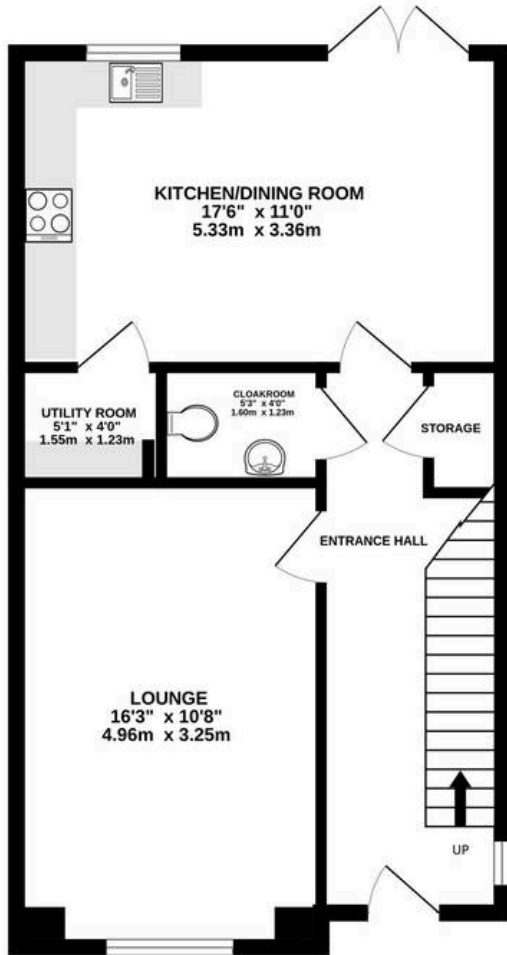 KITCHEN/DINING ROOM
17'6" x 11'0"
5.33m x 3.36m
UTILITY ROOM
5'1" x 4'0"
1.55m x 1.23m
CLOAKROOM
5'3" x 4'0"
1.60m x 1.23m
STORAGE
ENTRANCE HALL
LOUNGE
16'3" x 10'8"
4.96m x 3.25m
UP